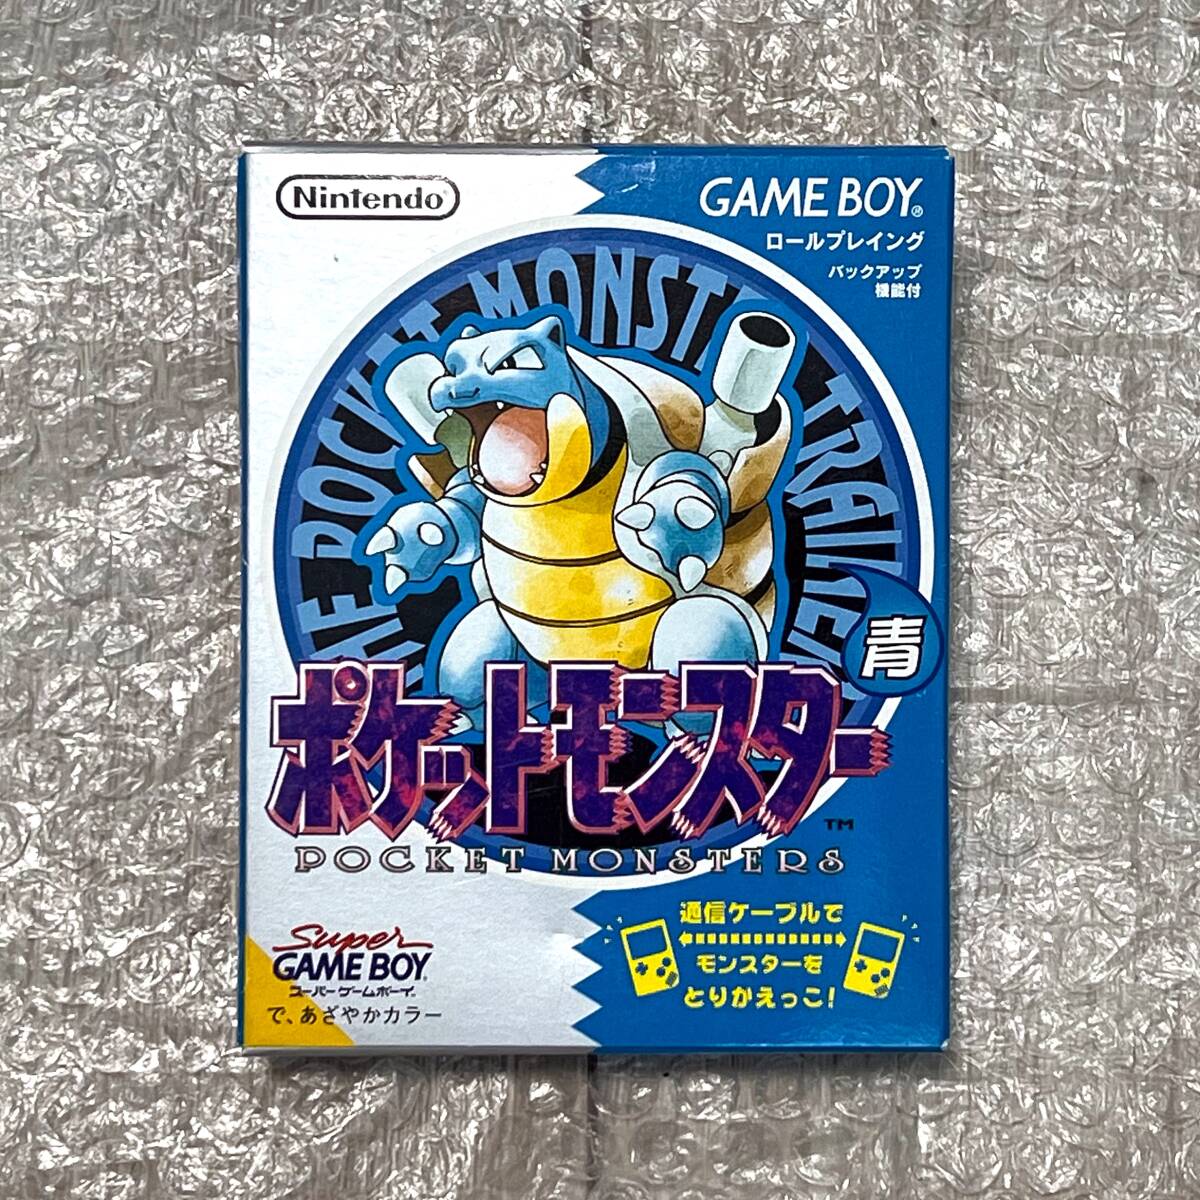 Nintendo
GAME BOY®
ロールプレイング
バックアップ
機能付
THE POCKET MONSTER TRAINER
青
ポケットモンスター
TM
POCKET MONSTERS
通信ケーブルで
モンスターを
とりかえっこ!
Super
GAME BOY
スーパーゲームボーイ
で、あざやかカラー